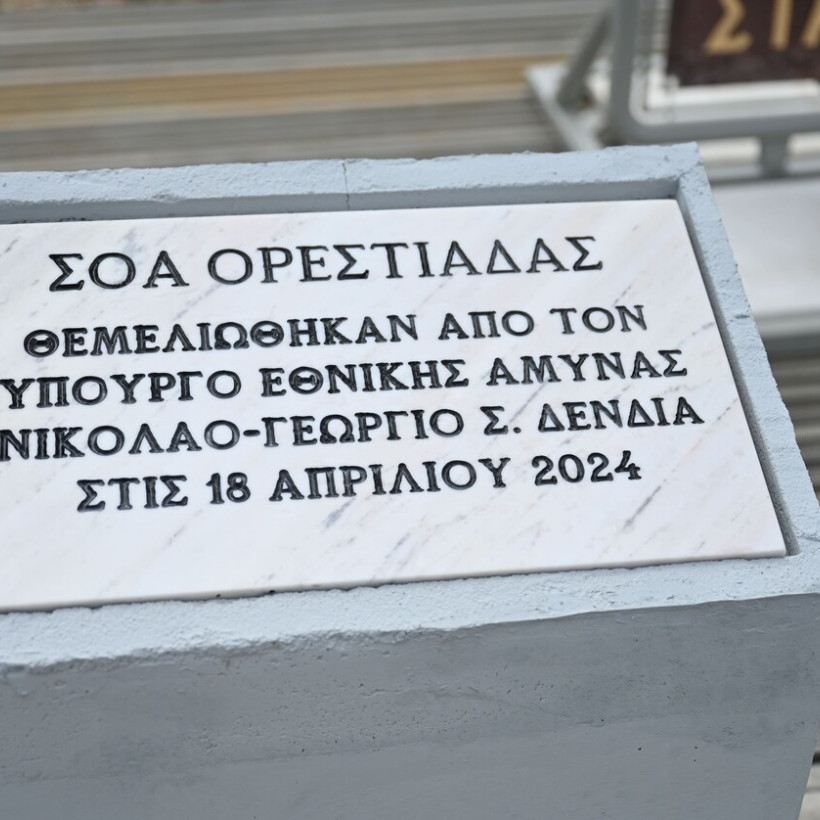 ΣΟΑ ΟΡΕΣΤΙΑΔΑΣ
ΘΕΜΕΛΙΩΘΗΚΑΝ ΑΠΟ ΤΟΝ
ΥΠΟΥΡΓΟ ΕΘΝΙΚΗΣ ΑΜΥΝΑΣ
ΝΙΚΟΛΑΟ-ΓΕΩΡΓΙΟ Σ. ΔΕΝΔΙΑ
ΣΤΙΣ 18 ΑΠΡΙΛΙΟΥ 2024